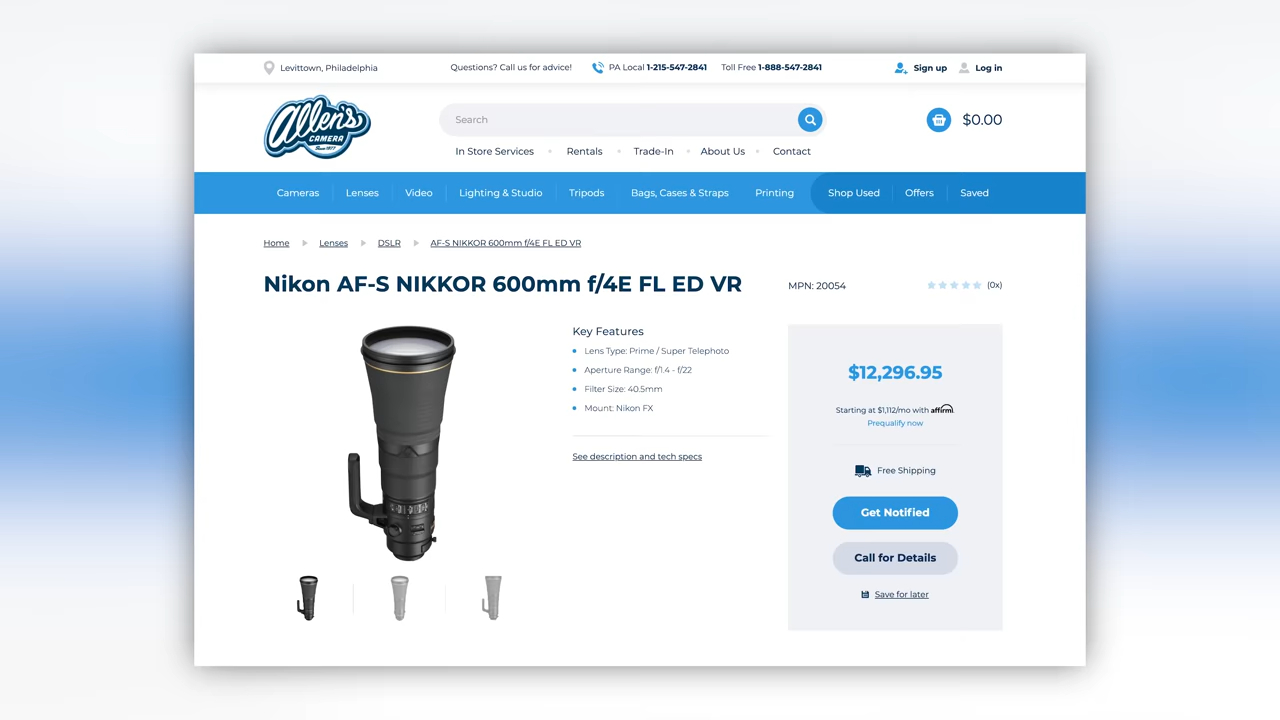 Levittown, Philadelphia
Questions? Call us for advice!
PA Local 1-215-547-2841
Toll Free 1-888-547-2841
Sign up
Log in
Allen's
CAMERA
Since 1977
Search
$0.00
In Store Services
Rentals
Trade-In
About Us
Contact
Cameras
Lenses
Video
Lighting & Studio
Tripods
Bags, Cases & Straps
Printing
Shop Used
Offers
Saved
Home
Lenses
DSLR
AF-S NIKKOR 600mm f/4E FL ED VR
Nikon AF-S NIKKOR 600mm f/4E FL ED VR
MPN: 20054
(0x)
Key Features
Lens Type: Prime / Super Telephoto
Aperture Range: f/1.4 - f/22
Filter Size: 40.5mm
Mount: Nikon FX
See description and tech specs
$12,296.95
Starting at $1,112/mo with affirm.
Prequalify now
Free Shipping
Get Notified
Call for Details
Save for later